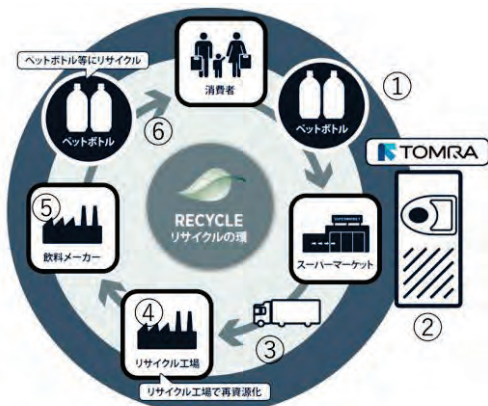 ペットボトル等にリサイクル
消費者
①
ペットボトル
ペットボトル
⑥
TOMRA
RECYCLE
リサイクルの環
⑤
飲料メーカー
スーパーマーケット
②
④
リサイクル工場
③
リサイクル工場で再資源化